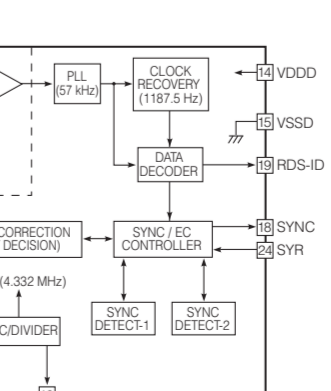 PLL
(57 kHz)
CLOCK
RECOVERY
(1187.5 Hz)
14 VDDD
15 VSSD
DATA
DECODER
19 RDS-ID
CORRECTION
DECISION)
SYNC / EC
CONTROLLER
18 SYNC
24 SYR
(4.332 MHz)
C/DIVIDER
SYNC
DETECT-1
SYNC
DETECT-2